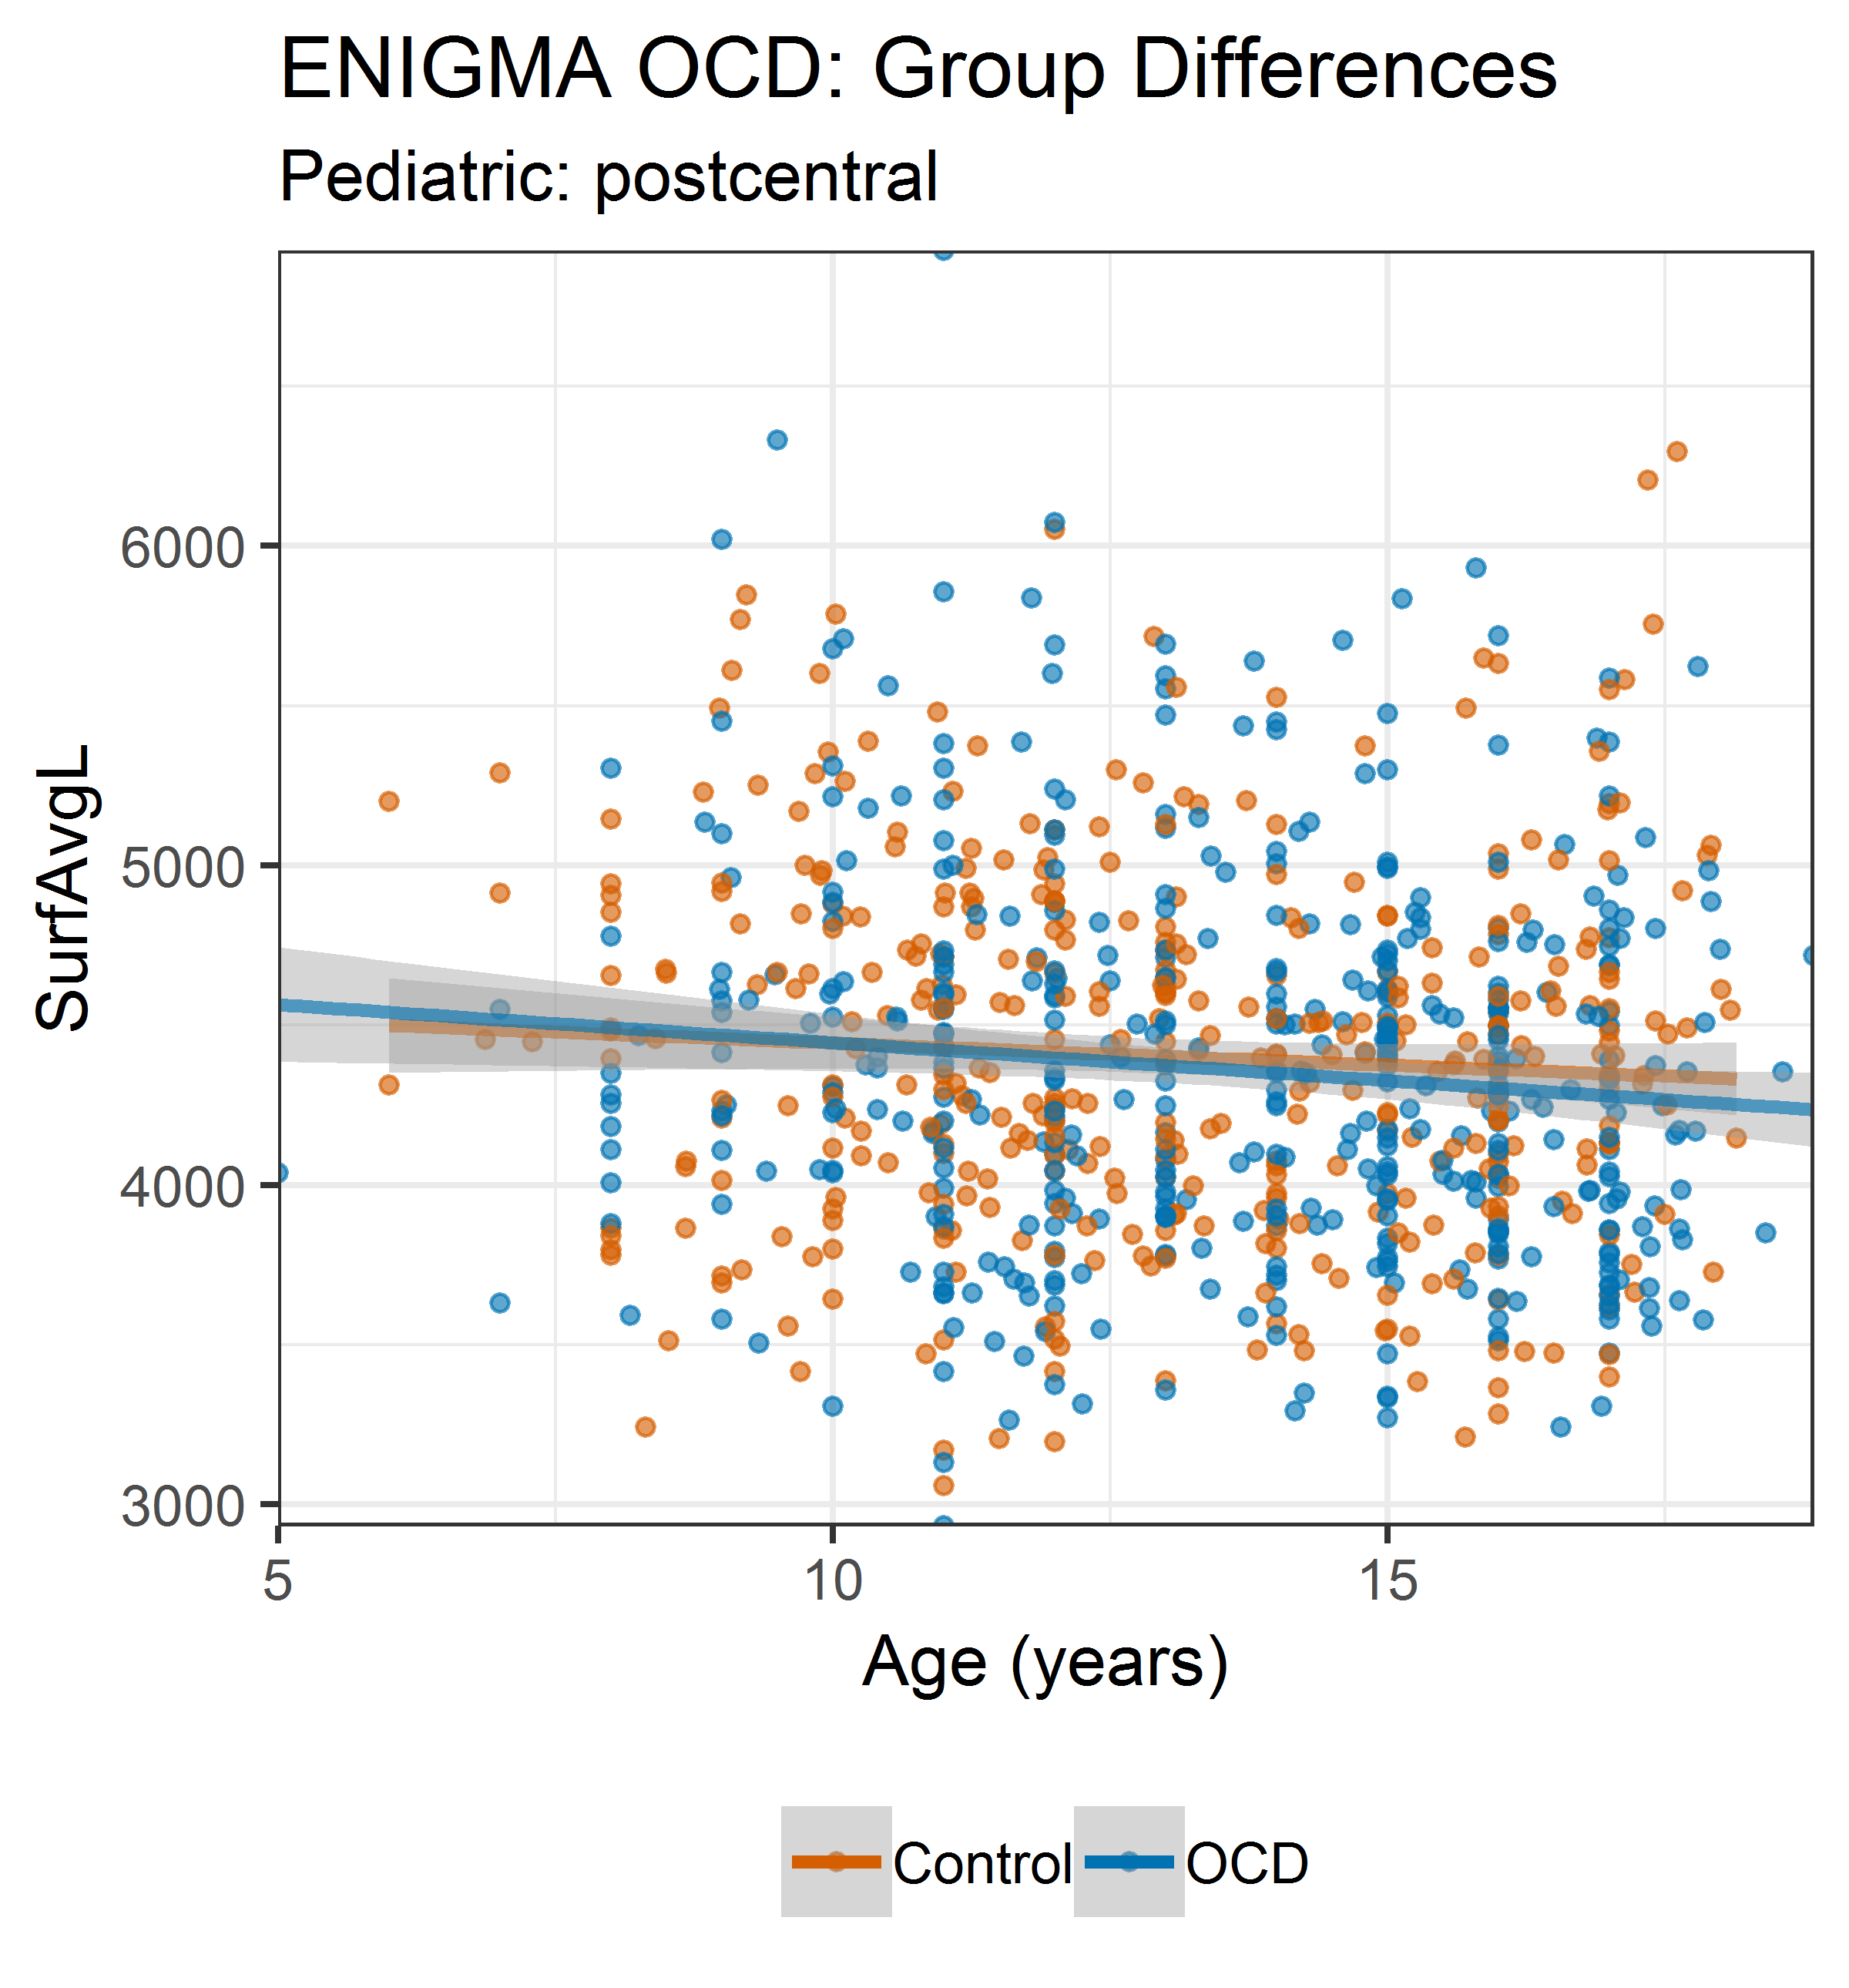 ENIGMA OCD: Group Differences
Pediatric: postcentral
SurfAvgL
6000
5000
4000
3000
5 10 15
Age (years)
Control OCD